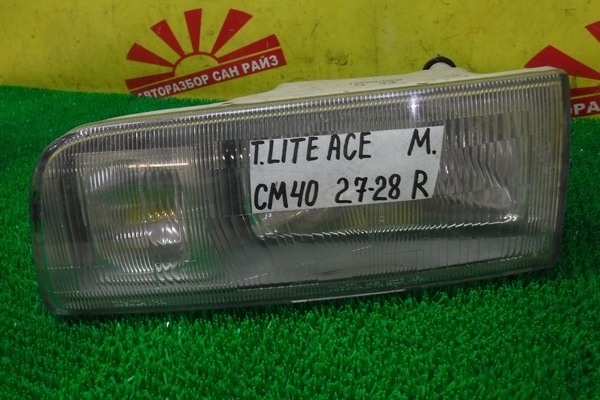 АВТОРАЗБОР САН РАЙЗ
T.LITE ACE M.
CM40 27-28 R